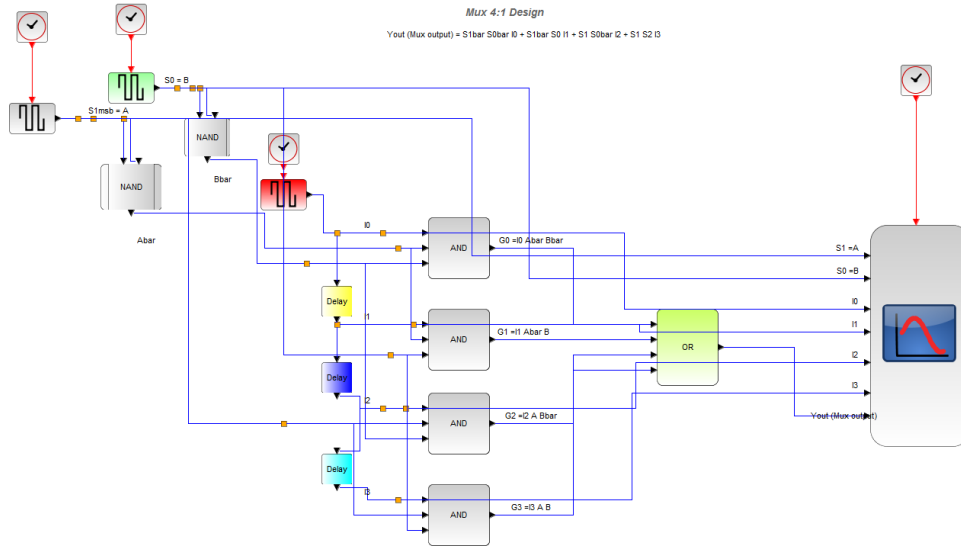 Mux 4:1 Design
Yout (Mux output) = S1bar S0bar I0 + S1bar S0 I1 + S1 S0bar I2 + S1 S2 I3
S0 = B
S1msb = A
NAND
Bbar
NAND
Abar
I0
AND
G0 =I0 Abar Bbar
S1 =A
S0 =B
Delay
I0
I1
AND
G1 =I1 Abar B
OR
I1
Delay
I2
I2
AND
G2 =I2 A Bbar
I3
Yout (Mux output)
Delay
I3
AND
G3 =I3 A B